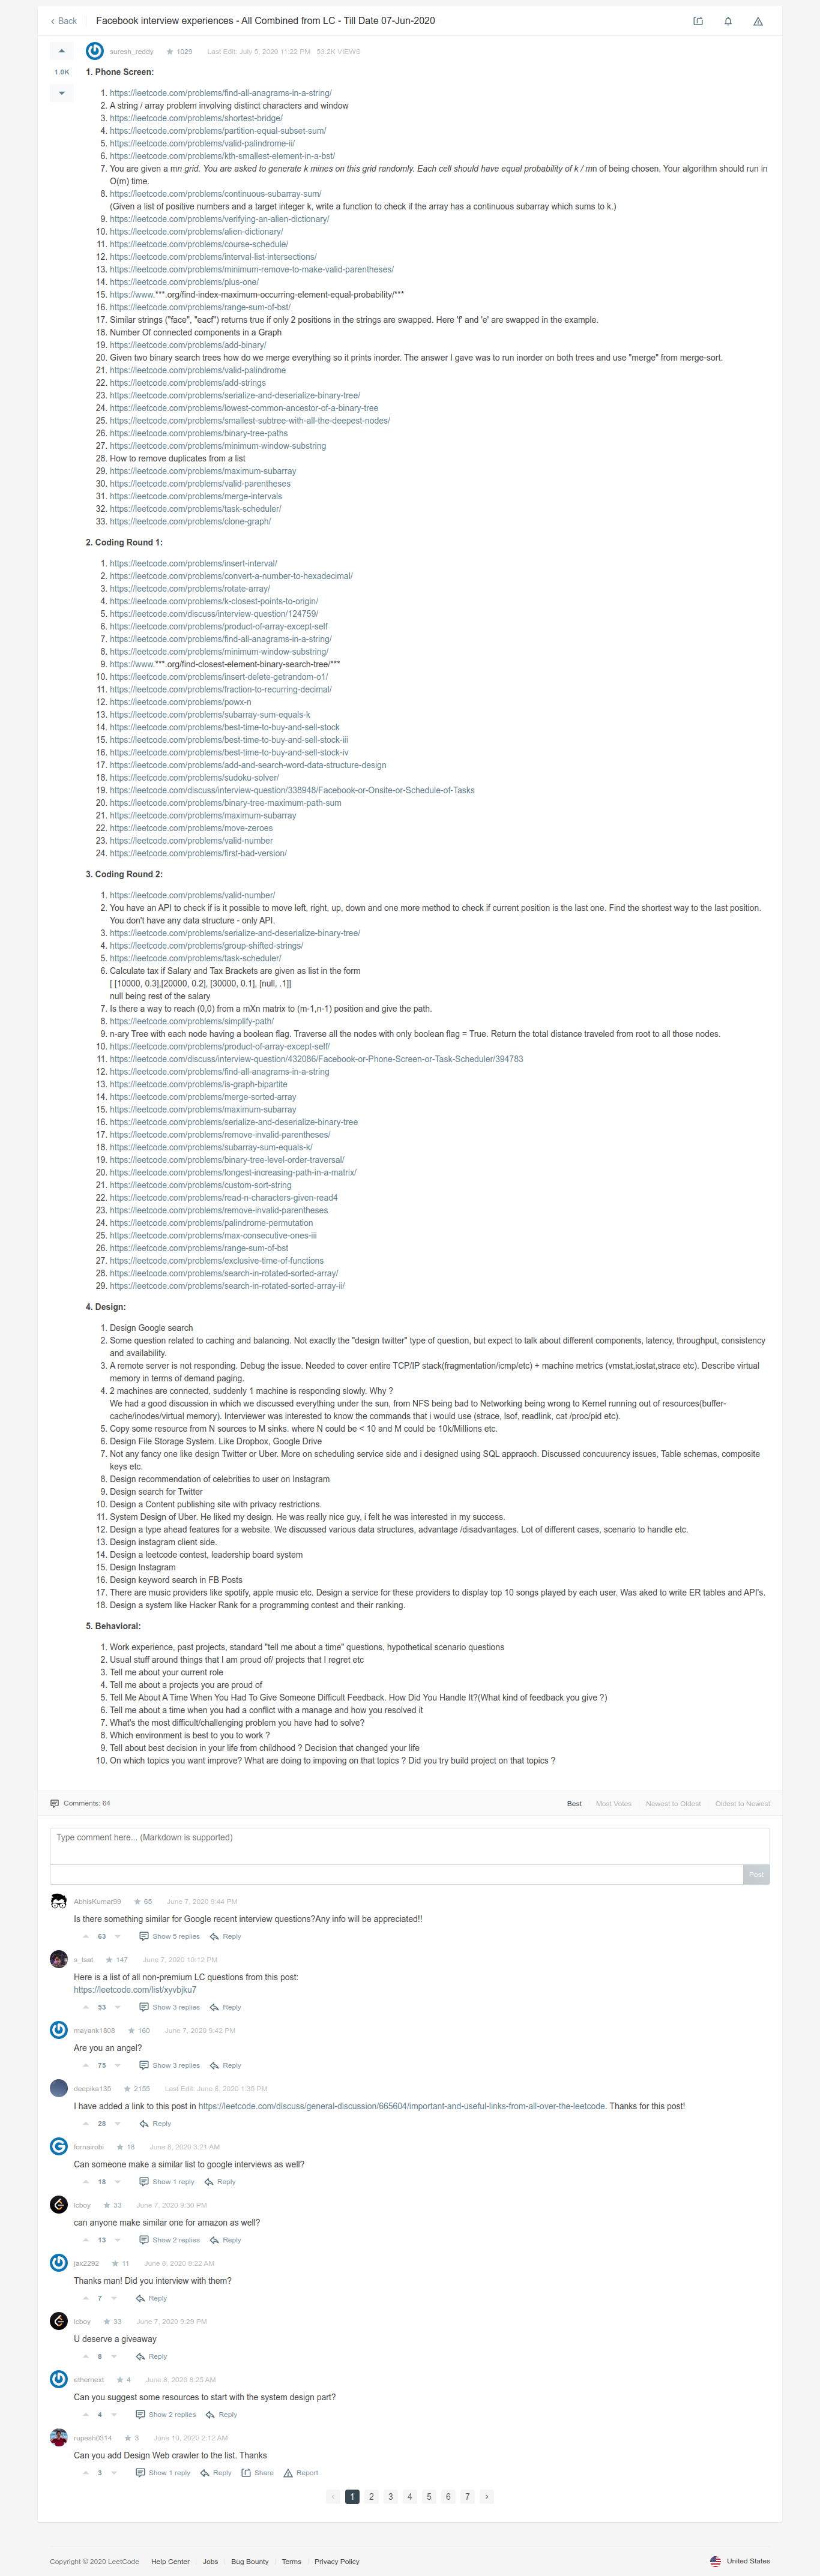 Back
Facebook interview experiences - All Combined from LC - Till Date 07-Jun-2020
1.0K
suresh_reddy 1029 Last Edit: July 5, 2020 11:22 PM 53.2K VIEWS
1. Phone Screen:
1. https://leetcode.com/problems/find-all-anagrams-in-a-string/
2. A string / array problem involving distinct characters and window
3. https://leetcode.com/problems/shortest-bridge/
4. https://leetcode.com/problems/partition-equal-subset-sum/
5. https://leetcode.com/problems/valid-palindrome-ii/
6. https://leetcode.com/problems/kth-smallest-element-in-a-bst/
7. You are given a mn grid. You are asked to generate k mines on this grid randomly. Each cell should have equal probability of k / mn of being chosen. Your algorithm should run in
O(m) time.
8. https://leetcode.com/problems/continuous-subarray-sum/
(Given a list of positive numbers and a target integer k, write a function to check if the array has a continuous subarray which sums to k.)
9. https://leetcode.com/problems/verifying-an-alien-dictionary/
10. https://leetcode.com/problems/alien-dictionary/
11. https://leetcode.com/problems/course-schedule/
12. https://leetcode.com/problems/interval-list-intersections/
13. https://leetcode.com/problems/minimum-remove-to-make-valid-parentheses/
14. https://leetcode.com/problems/plus-one/
15. https://www.***.org/find-index-maximum-occurring-element-equal-probability/***
16. https://leetcode.com/problems/range-sum-of-bst/
17. Similar strings ("face", "eacf") returns true if only 2 positions in the strings are swapped. Here 'f' and 'e' are swapped in the example.
18. Number Of connected components in a Graph
19. https://leetcode.com/problems/add-binary/
20. Given two binary search trees how do we merge everything so it prints inorder. The answer I gave was to run inorder on both trees and use "merge" from merge-sort.
21. https://leetcode.com/problems/valid-palindrome
22. https://leetcode.com/problems/add-strings
23. https://leetcode.com/problems/serialize-and-deserialize-binary-tree/
24. https://leetcode.com/problems/lowest-common-ancestor-of-a-binary-tree
25. https://leetcode.com/problems/smallest-subtree-with-all-the-deepest-nodes/
26. https://leetcode.com/problems/binary-tree-paths
27. https://leetcode.com/problems/minimum-window-substring
28. How to remove duplicates from a list
29. https://leetcode.com/problems/maximum-subarray
30. https://leetcode.com/problems/valid-parentheses
31. https://leetcode.com/problems/merge-intervals
32. https://leetcode.com/problems/task-scheduler/
33. https://leetcode.com/problems/clone-graph/
2. Coding Round 1:
1. https://leetcode.com/problems/insert-interval/
2. https://leetcode.com/problems/convert-a-number-to-hexadecimal/
3. https://leetcode.com/problems/rotate-array/
4. https://leetcode.com/problems/k-closest-points-to-origin/
5. https://leetcode.com/discuss/interview-question/124759/
6. https://leetcode.com/problems/product-of-array-except-self
7. https://leetcode.com/problems/find-all-anagrams-in-a-string/
8. https://leetcode.com/problems/minimum-window-substring/
9. https://www.***.org/find-closest-element-binary-search-tree/***
10. https://leetcode.com/problems/insert-delete-getrandom-o1/
11. https://leetcode.com/problems/fraction-to-recurring-decimal/
12. https://leetcode.com/problems/powx-n
13. https://leetcode.com/problems/subarray-sum-equals-k
14. https://leetcode.com/problems/best-time-to-buy-and-sell-stock
15. https://leetcode.com/problems/best-time-to-buy-and-sell-stock-iii
16. https://leetcode.com/problems/best-time-to-buy-and-sell-stock-iv
17. https://leetcode.com/problems/add-and-search-word-data-structure-design
18. https://leetcode.com/problems/sudoku-solver/
19. https://leetcode.com/discuss/interview-question/338948/Facebook-or-Onsite-or-Schedule-of-Tasks
20. https://leetcode.com/problems/binary-tree-maximum-path-sum
21. https://leetcode.com/problems/maximum-subarray
22. https://leetcode.com/problems/move-zeroes
23. https://leetcode.com/problems/valid-number
24. https://leetcode.com/problems/first-bad-version/
3. Coding Round 2:
1. https://leetcode.com/problems/valid-number/
2. You have an API to check if is it possible to move left, right, up, down and one more method to check if current position is the last one. Find the shortest way to the last position.
You don't have any data structure - only API.
3. https://leetcode.com/problems/serialize-and-deserialize-binary-tree/
4. https://leetcode.com/problems/group-shifted-strings/
5. https://leetcode.com/problems/task-scheduler/
6. Calculate tax if Salary and Tax Brackets are given as list in the form
[ [10000, 0.3],[20000, 0.2], [30000, 0.1], [null, .1]]
null being rest of the salary
7. Is there a way to reach (0,0) from a mXn matrix to (m-1,n-1) position and give the path.
8. https://leetcode.com/problems/simplify-path/
9. n-ary Tree with each node having a boolean flag. Traverse all the nodes with only boolean flag = True. Return the total distance traveled from root to all those nodes.
10. https://leetcode.com/problems/product-of-array-except-self/
11. https://leetcode.com/discuss/interview-question/432086/Facebook-or-Phone-Screen-or-Task-Scheduler/394783
12. https://leetcode.com/problems/find-all-anagrams-in-a-string
13. https://leetcode.com/problems/is-graph-bipartite
14. https://leetcode.com/problems/merge-sorted-array
15. https://leetcode.com/problems/maximum-subarray
16. https://leetcode.com/problems/serialize-and-deserialize-binary-tree
17. https://leetcode.com/problems/remove-invalid-parentheses/
18. https://leetcode.com/problems/subarray-sum-equals-k/
19. https://leetcode.com/problems/binary-tree-level-order-traversal/
20. https://leetcode.com/problems/longest-increasing-path-in-a-matrix/
21. https://leetcode.com/problems/custom-sort-string
22. https://leetcode.com/problems/read-n-characters-given-read4
23. https://leetcode.com/problems/remove-invalid-parentheses
24. https://leetcode.com/problems/palindrome-permutation
25. https://leetcode.com/problems/max-consecutive-ones-iii
26. https://leetcode.com/problems/range-sum-of-bst
27. https://leetcode.com/problems/exclusive-time-of-functions
28. https://leetcode.com/problems/search-in-rotated-sorted-array/
29. https://leetcode.com/problems/search-in-rotated-sorted-array-ii/
4. Design:
1. Design Google search
2. Some question related to caching and balancing. Not exactly the "design twitter" type of question, but expect to talk about different components, latency, throughput, consistency
and availability.
3. A remote server is not responding. Debug the issue. Needed to cover entire TCP/IP stack(fragmentation/icmp/etc) + machine metrics (vmstat,iostat,strace etc). Describe virtual
memory in terms of demand paging.
4. 2 machines are connected, suddenly 1 machine is responding slowly. Why ?
We had a good discussion in which we discussed everything under the sun, from NFS being bad to Networking being wrong to Kernel running out of resources(buffer-
cache/inodes/virtual memory). Interviewer was interested to know the commands that i would use (strace, lsof, readlink, cat /proc/pid etc).
5. Copy some resource from N sources to M sinks. where N could be < 10 and M could be 10k/Millions etc.
6. Design File Storage System. Like Dropbox, Google Drive
7. Not any fancy one like design Twitter or Uber. More on scheduling service side and i designed using SQL appraoch. Discussed concuurency issues, Table schemas, composite
keys etc.
8. Design recommendation of celebrities to user on Instagram
9. Design search for Twitter
10. Design a Content publishing site with privacy restrictions.
11. System Design of Uber. He liked my design. He was really nice guy, i felt he was interested in my success.
12. Design a type ahead features for a website. We discussed various data structures, advantage /disadvantages. Lot of different cases, scenario to handle etc.
13. Design instagram client side.
14. Design a leetcode contest, leadership board system
15. Design Instagram
16. Design keyword search in FB Posts
17. There are music providers like spotify, apple music etc. Design a service for these providers to display top 10 songs played by each user. Was aked to write ER tables and API's.
18. Design a system like Hacker Rank for a programming contest and their ranking.
5. Behavioral:
1. Work experience, past projects, standard "tell me about a time" questions, hypothetical scenario questions
2. Usual stuff around things that I am proud of/ projects that I regret etc
3. Tell me about your current role
4. Tell me about a projects you are proud of
5. Tell Me About A Time When You Had To Give Someone Difficult Feedback. How Did You Handle It?(What kind of feedback you give ?)
6. Tell me about a time when you had a conflict with a manage and how you resolved it
7. What's the most difficult/challenging problem you have had to solve?
8. Which environment is best to you to work ?
9. Tell about best decision in your life from childhood ? Decision that changed your life
10. On which topics you want improve? What are doing to impoving on that topics ? Did you try build project on that topics ?
Comments: 64
Best Most Votes Newest to Oldest Oldest to Newest
Type comment here... (Markdown is supported)
Post
AbhisKumar99 65 June 7, 2020 9:44 PM
Is there something similar for Google recent interview questions?Any info will be appreciated!!
63 Show 5 replies Reply
s_tsat 147 June 7, 2020 10:12 PM
Here is a list of all non-premium LC questions from this post:
https://leetcode.com/list/xyvbjku7
53 Show 3 replies Reply
mayank1808 160 June 7, 2020 9:42 PM
Are you an angel?
75 Show 3 replies Reply
deepika135 2155 Last Edit: June 8, 2020 1:35 PM
I have added a link to this post in https://leetcode.com/discuss/general-discussion/665604/important-and-useful-links-from-all-over-the-leetcode. Thanks for this post!
28 Reply
fornairobi 18 June 8, 2020 3:21 AM
Can someone make a similar list to google interviews as well?
18 Show 1 reply Reply
lcboy 33 June 7, 2020 9:30 PM
can anyone make similar one for amazon as well?
13 Show 2 replies Reply
jax2292 11 June 8, 2020 6:22 AM
Thanks man! Did you interview with them?
7 Reply
lcboy 33 June 7, 2020 9:29 PM
U deserve a giveaway
8 Reply
ethernext 4 June 8, 2020 6:25 AM
Can you suggest some resources to start with the system design part?
4 Show 2 replies Reply
rupesh0314 3 June 10, 2020 2:12 AM
Can you add Design Web crawler to the list. Thanks
3 Show 1 reply Reply Share Report
1 2 3 4 5 6 7
Copyright © 2020 LeetCode Help Center Jobs Bug Bounty Terms Privacy Policy
United States